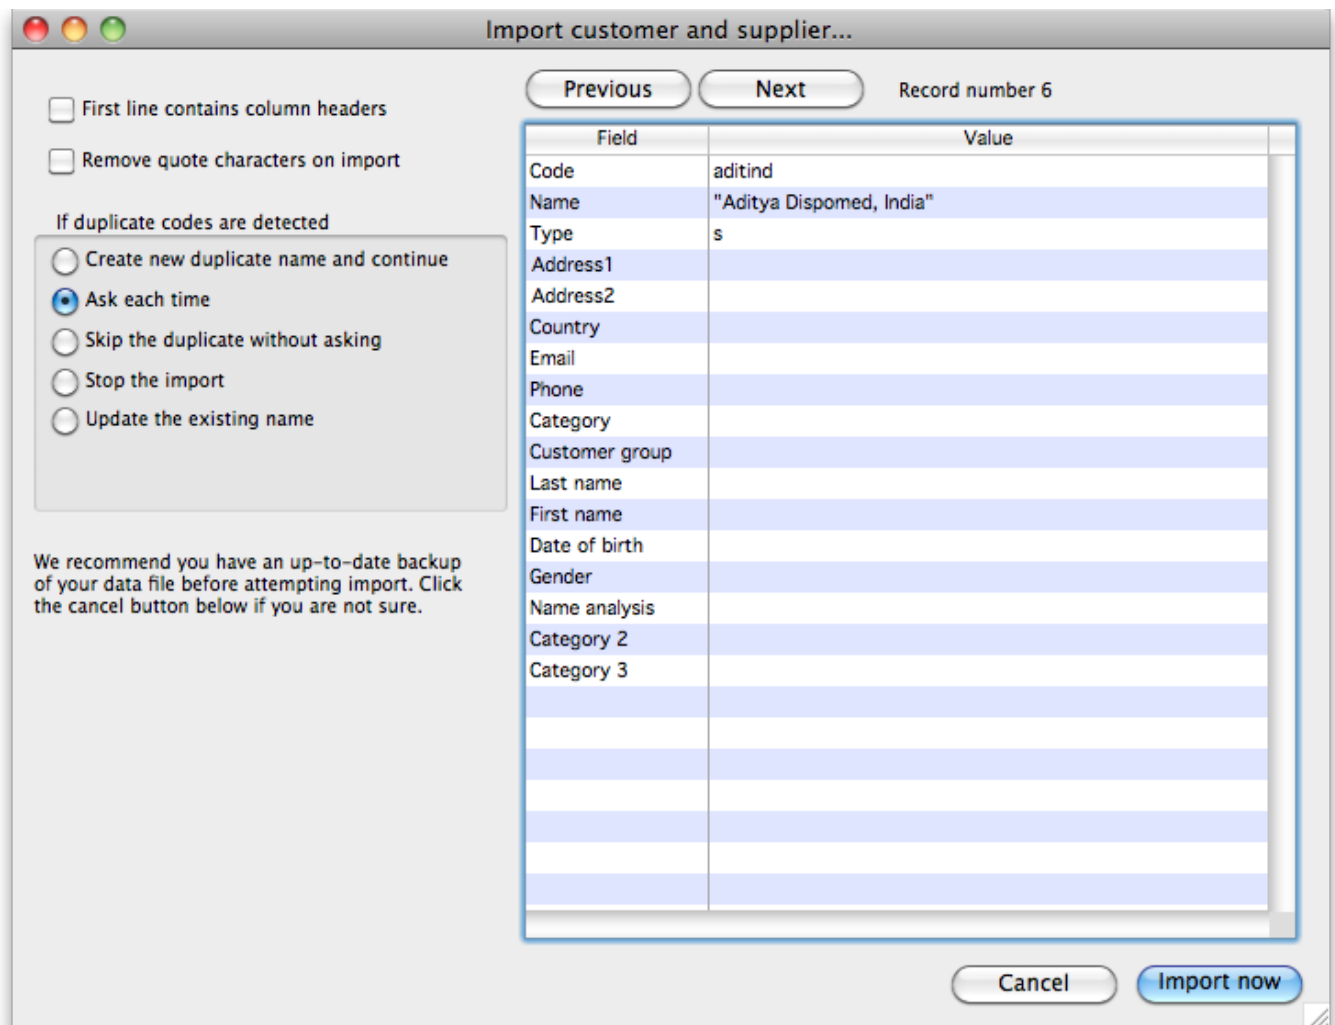 Import customer and supplier...
First line contains column headers
Remove quote characters on import
If duplicate codes are detected
Create new duplicate name and continue
Ask each time
Skip the duplicate without asking
Stop the import
Update the existing name
We recommend you have an up-to-date backup
of your data file before attempting import. Click
the cancel button below if you are not sure.
Previous Next Record number 6
Field Value
Code aditind
Name "Aditya Dispomed, India"
Type s
Address1
Address2
Country
Email
Phone
Category
Customer group
Last name
First name
Date of birth
Gender
Name analysis
Category 2
Category 3
Cancel Import now